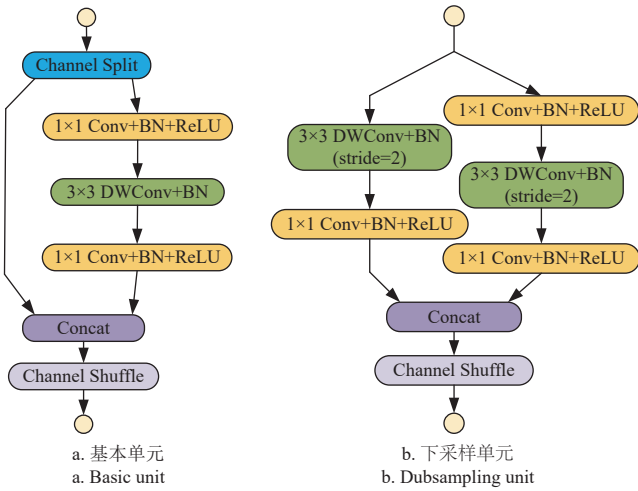 Channel Split
1×1 Conv+BN+ReLU
3×3 DWConv+BN
1×1 Conv+BN+ReLU
Concat
Channel Shuffle
a. 基本单元
a. Basic unit
3×3 DWConv+BN
(stride=2)
1×1 Conv+BN+ReLU
1×1 Conv+BN+ReLU
3×3 DWConv+BN
(stride=2)
1×1 Conv+BN+ReLU
Concat
Channel Shuffle
b. 下采样单元
b. Dubsampling unit